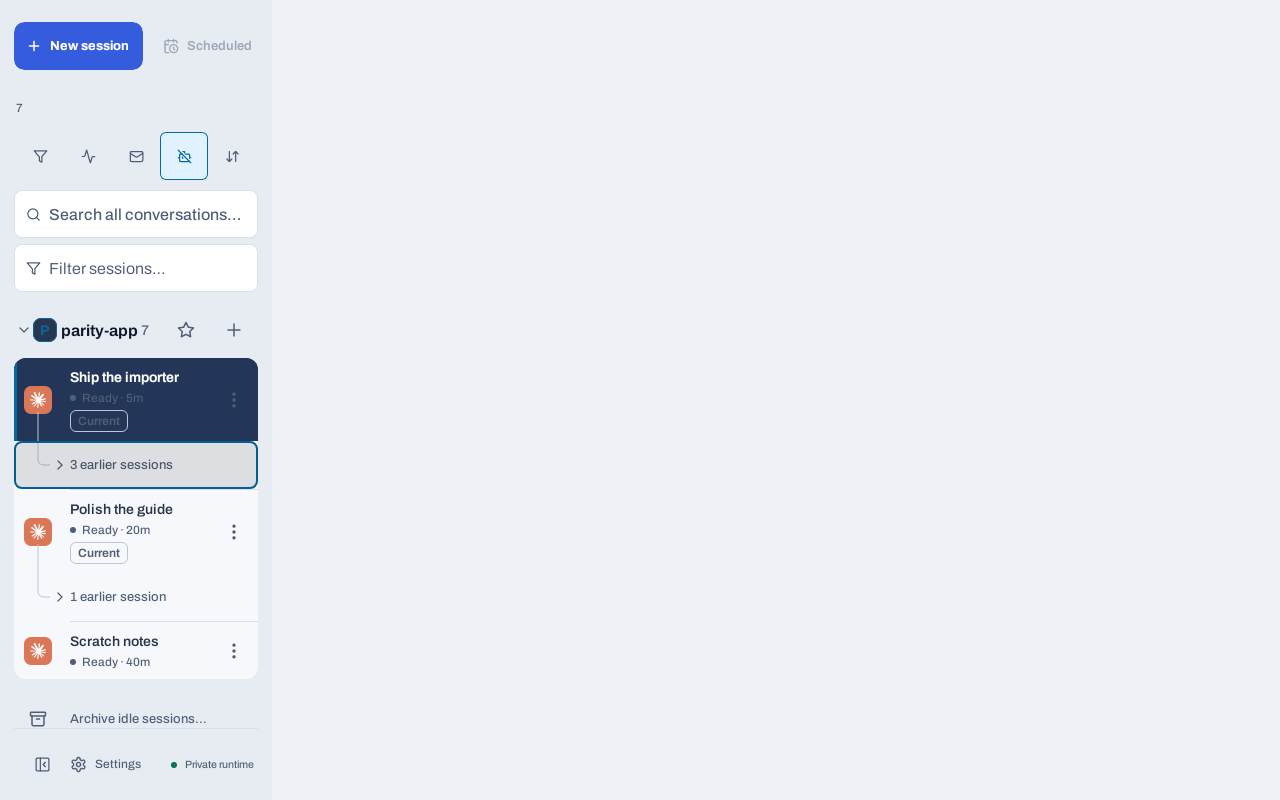 New session
Scheduled
7
Search all conversations...
Filter sessions...
P
parity-app 7
Ship the importer
Ready · 5m
Current
3 earlier sessions
Polish the guide
Ready · 20m
Current
1 earlier session
Scratch notes
Ready · 40m
Archive idle sessions...
Settings
Private runtime